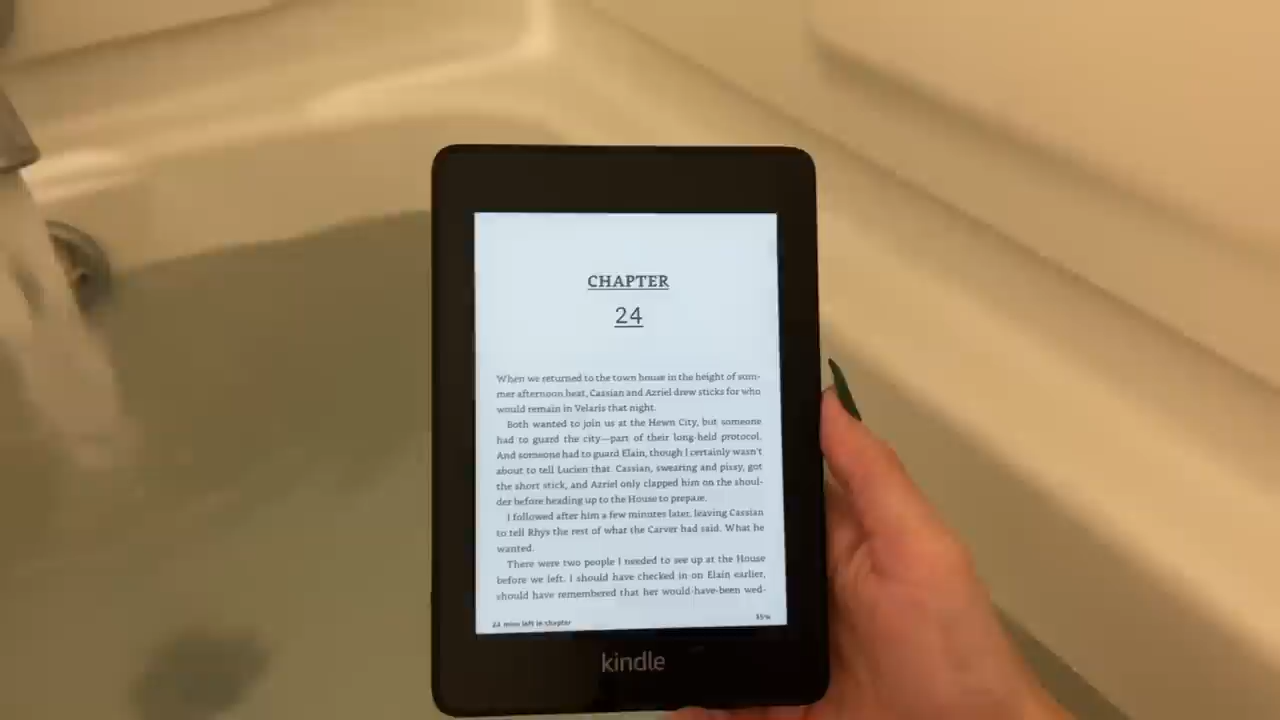 CHAPTER
24
When we returned to the town house in the height of sum-
mer afternoon heat, Cassian and Azriel drew sticks for who
would remain in Velaris that night.
Both wanted to join us at the Hewn City, but someone
had to guard the city—part of their long-held protocol.
And someone had to guard Elain, though I certainly wasn't
about to tell Lucien that. Cassian, swearing and pissy, got
the short stick, and Azriel only clapped him on the shoul-
der before heading up to the House to prepare.
I followed after him a few minutes later, leaving Cassian
to tell Rhys the rest of what the Carver had said. What he
wanted.
There were two people I needed to see up at the House
before we left. I should have checked in on Elain earlier,
should have remembered that her would-have-been wed-
24 mins left in chapter
kindle